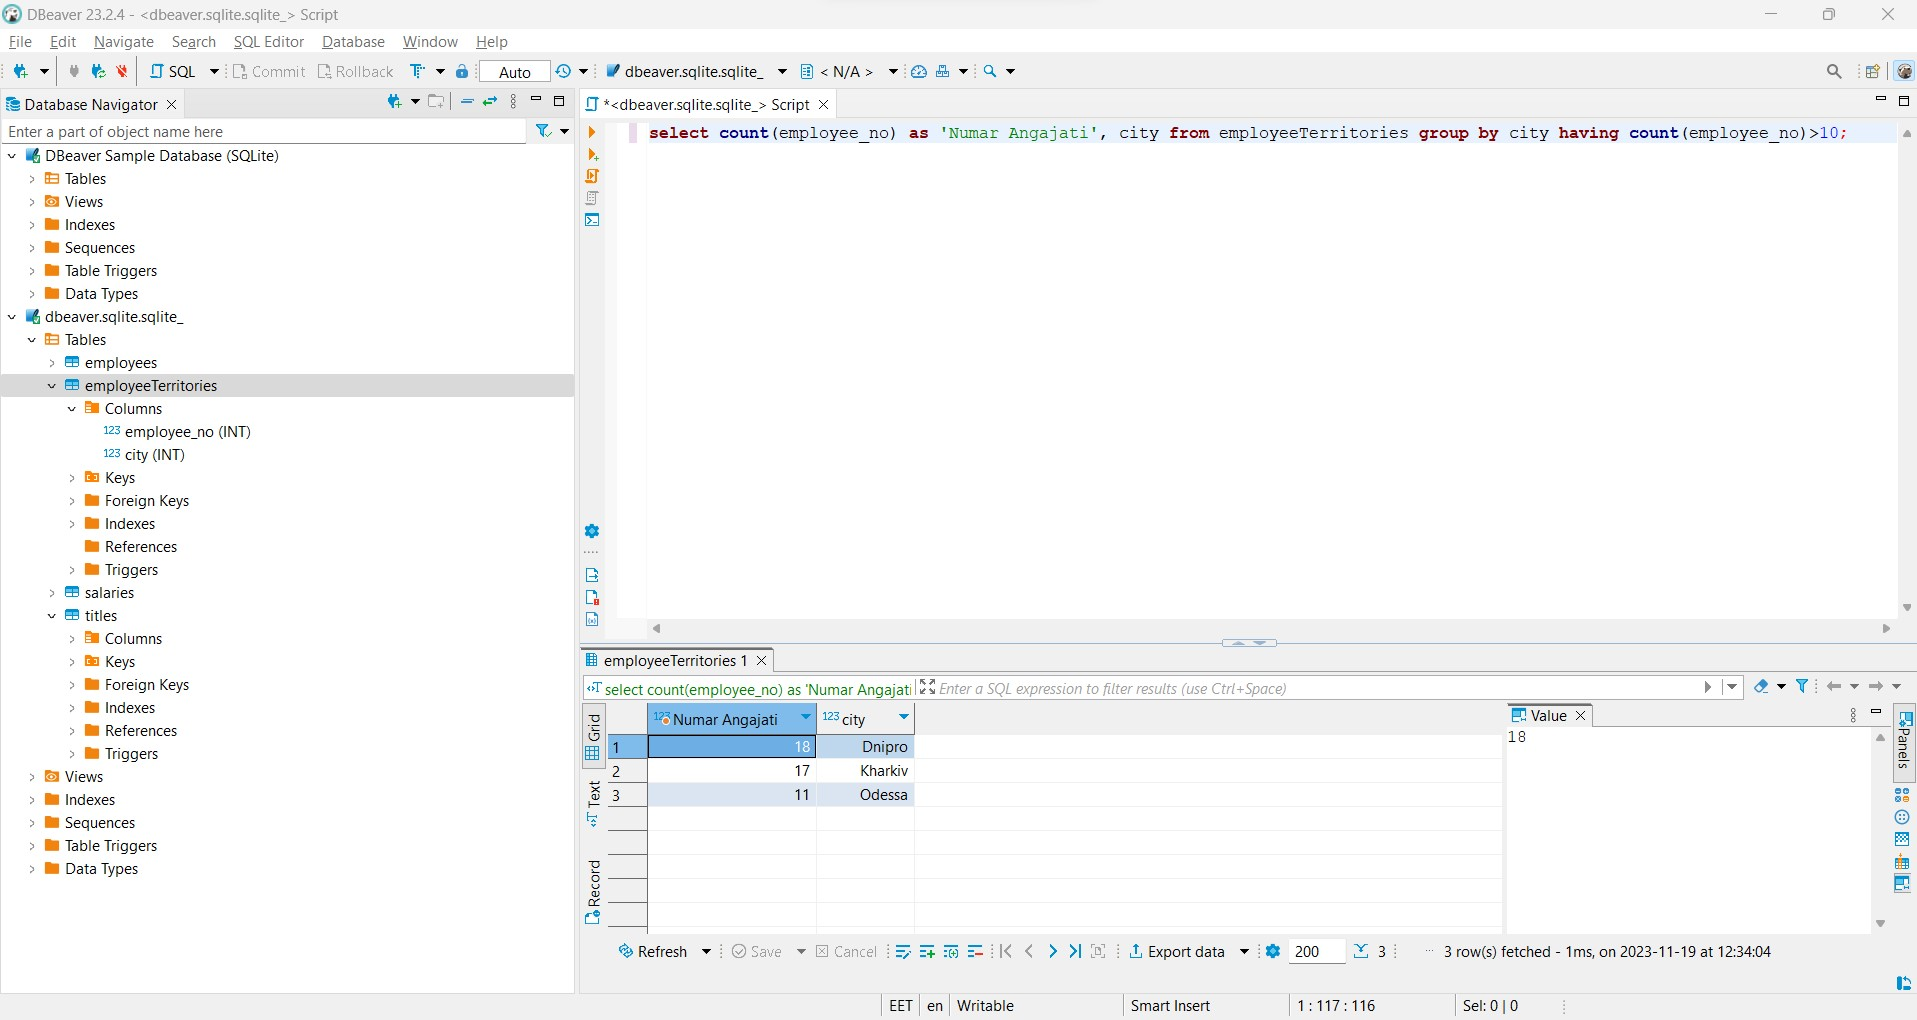 DBeaver 23.2.4 - <dbeaver.sqlite.sqlite_> Script
File Edit Navigate Search SQL Editor Database Window Help
SQL Commit Rollback Auto dbeaver.sqlite.sqlite_ < N/A >
Database Navigator
*<dbeaver.sqlite.sqlite_> Script
Enter a part of object name here
select count(employee_no) as 'Numar Angajati', city from employeeTerritories group by city having count(employee_no)>10;
DBeaver Sample Database (SQLite)
Tables
Views
Indexes
Sequences
Table Triggers
Data Types
dbeaver.sqlite.sqlite_
Tables
employees
employeeTerritories
Columns
123 employee_no (INT)
123 city (INT)
Keys
Foreign Keys
Indexes
References
Triggers
salaries
titles
Columns
Keys
Foreign Keys
Indexes
References
Triggers
Views
Indexes
Sequences
Table Triggers
Data Types
employeeTerritories 1
select count(employee_no) as 'Numar Angajati
Enter a SQL expression to filter results (use Ctrl+Space)
Grid
Text
Record
123 Numar Angajati 123 city
1 18 Dnipro
2 17 Kharkiv
3 11 Odessa
Value
18
Panels
Refresh Save Cancel Export data 200 3 ... 3 row(s) fetched - 1ms, on 2023-11-19 at 12:34:04
EET en Writable Smart Insert 1 : 117 : 116 Sel: 0 | 0